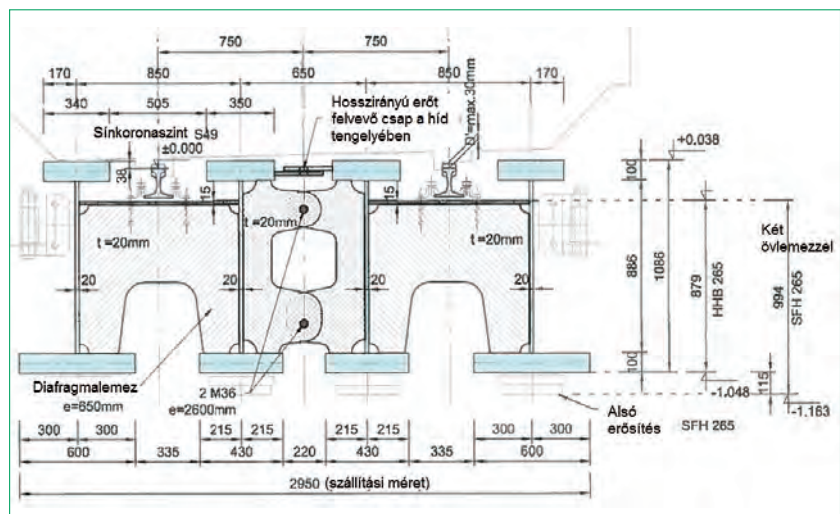 750 750
170 850 650 850 170
340 505 350
Hosszirányú erőt
felvevő csap a híd
tengelyében
D'=max.30mm
Sínkoronaszint S49
±0.000
+0.038
38
15
15
100
t =20mm
t =20mm
t =20mm
Két
övlemezzel
20
20
20
20
886
1086
879
HHB 265
994
SFH 265
Diafragmalemez
e=650mm
2 M36
e=2600mm
100
-1.048
115
-1.163
Alsó
erősítés
SFH 265
300 300 215 215 215 215 300 300
600 335 430 220 430 335 600
2950 (szállítási méret)